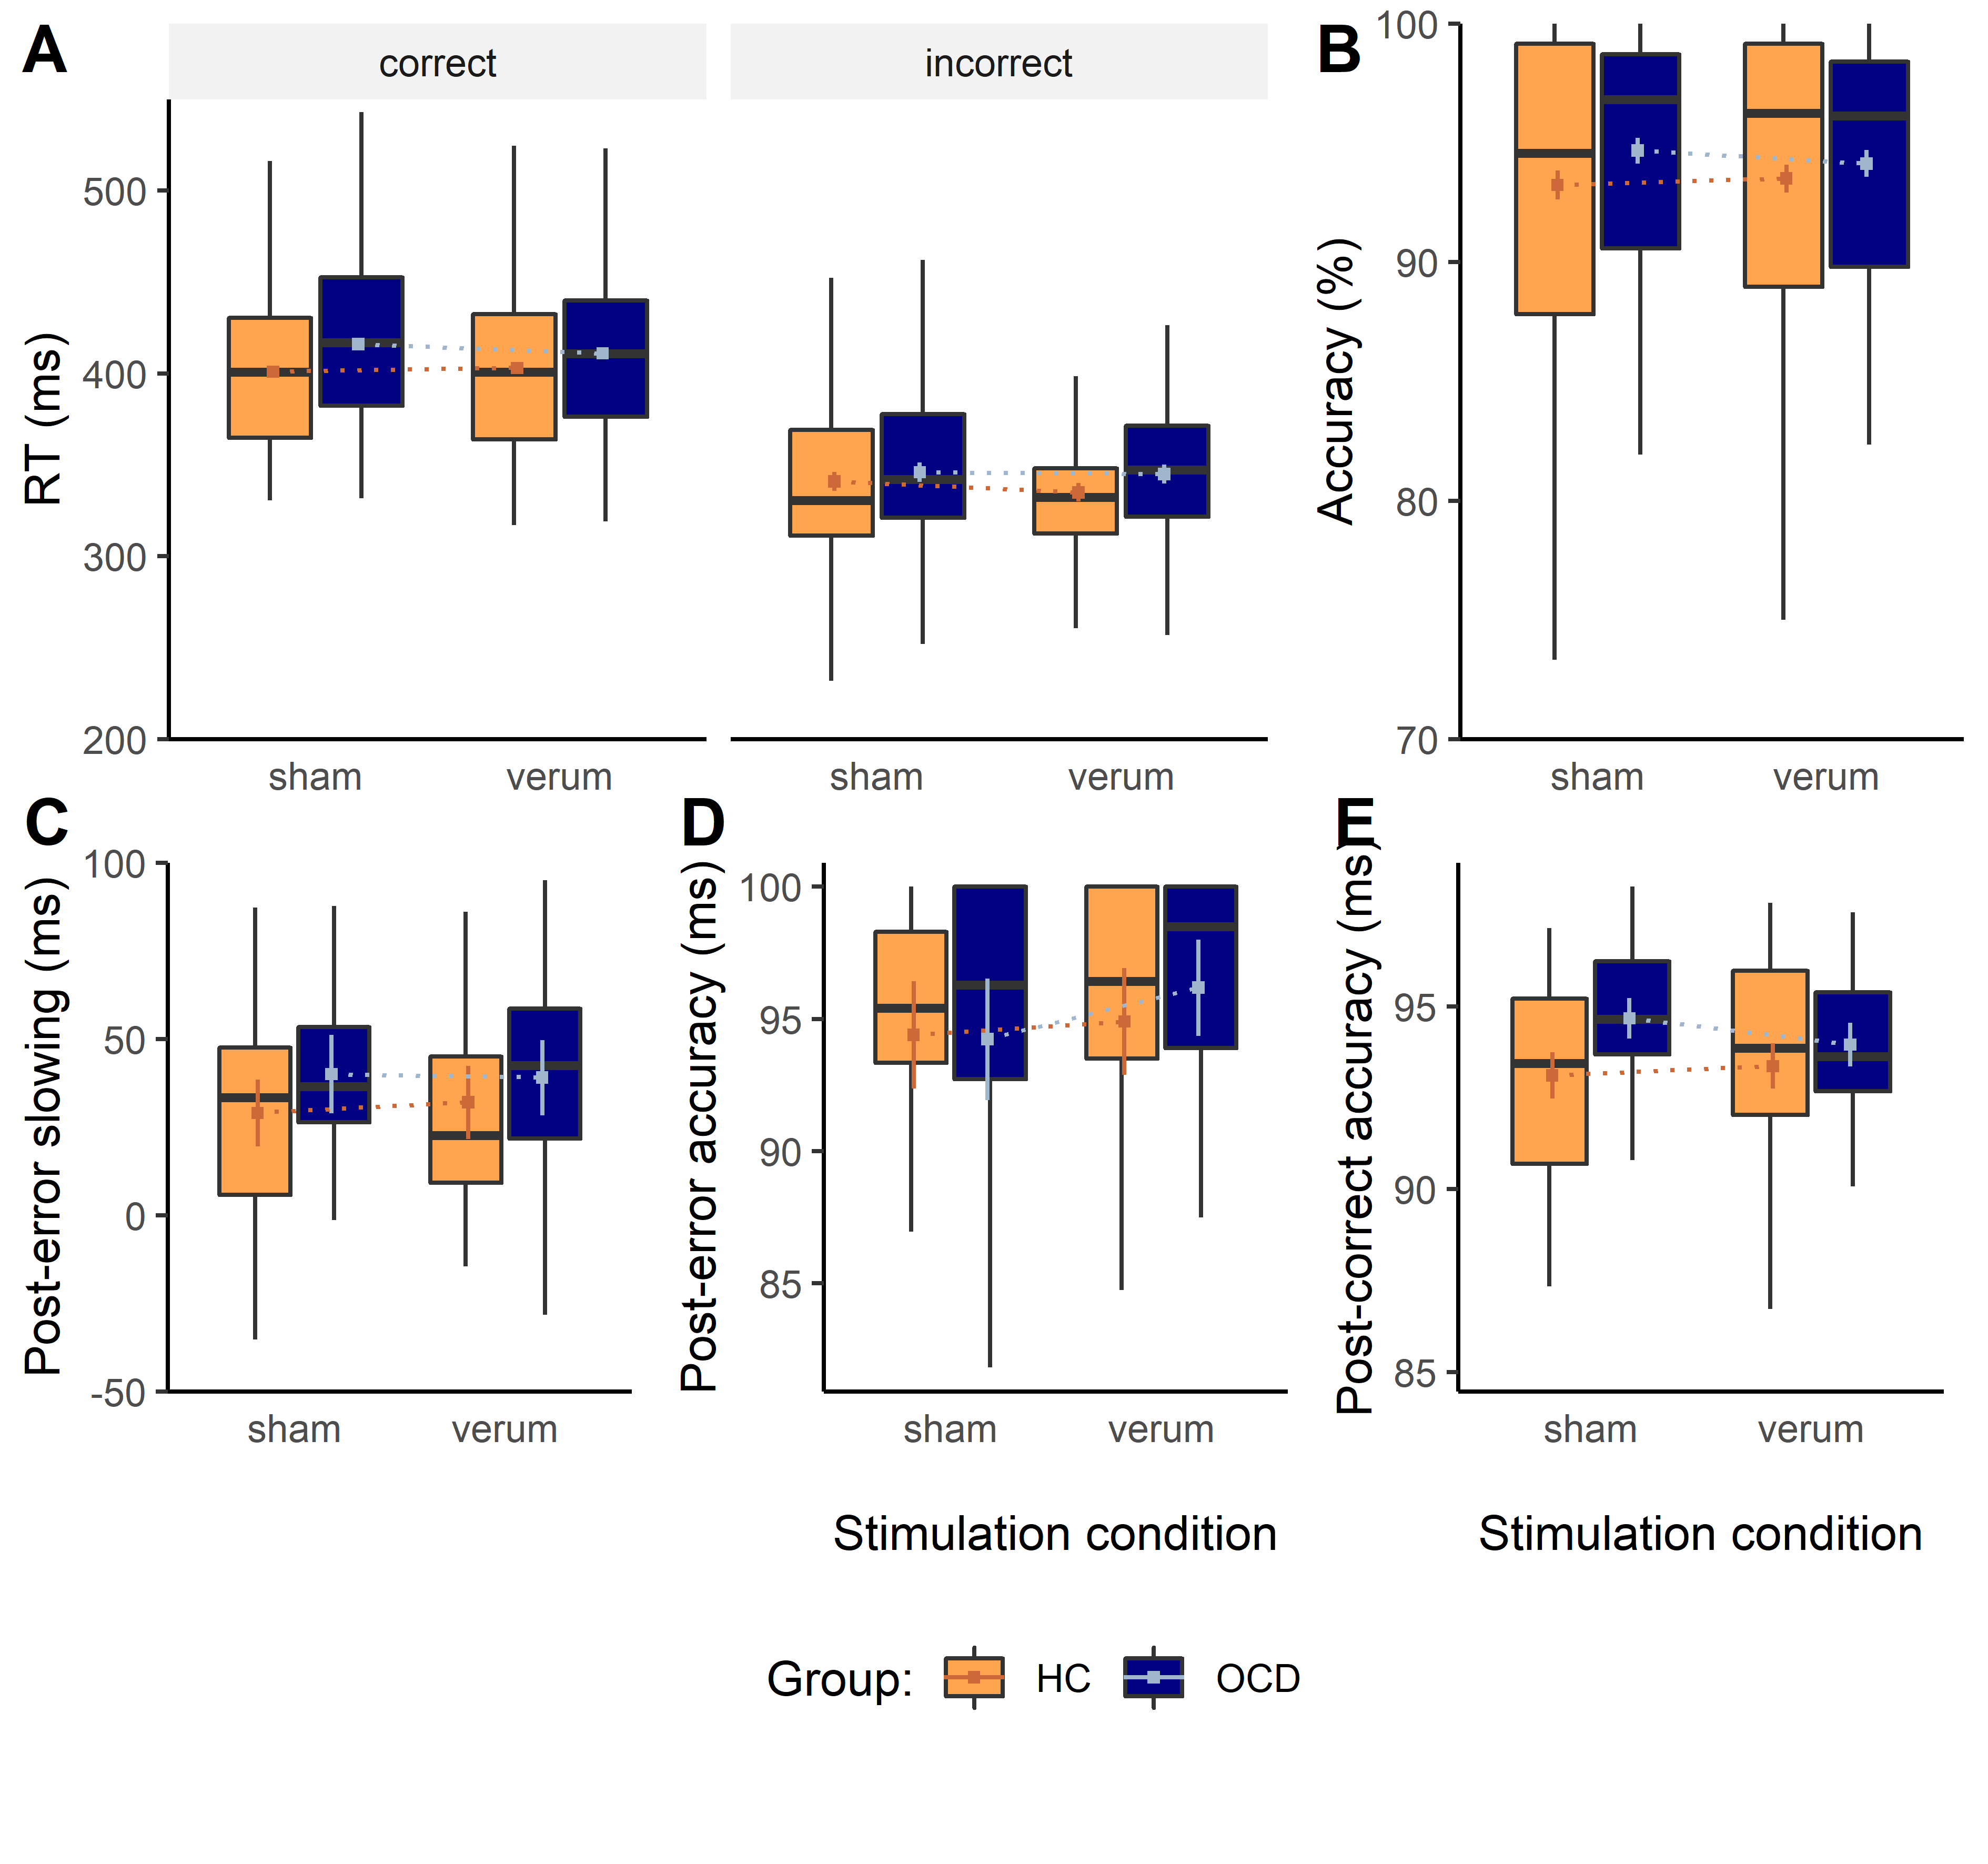 A
correct
incorrect
B
RT (ms)
500
400
300
200
sham
verum
sham
verum
Accuracy (%)
100
90
80
70
sham
verum
C
Post-error slowing (ms)
100
50
0
-50
sham
verum
D
Post-error accuracy (ms)
100
95
90
85
sham
verum
Stimulation condition
E
Post-correct accuracy (ms)
95
90
85
sham
verum
Stimulation condition
Group: HC OCD